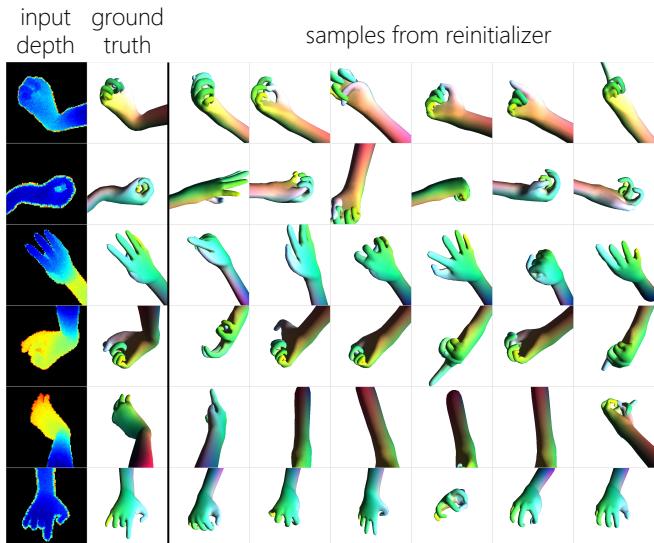 input
depth
ground
truth
samples from reinitializer